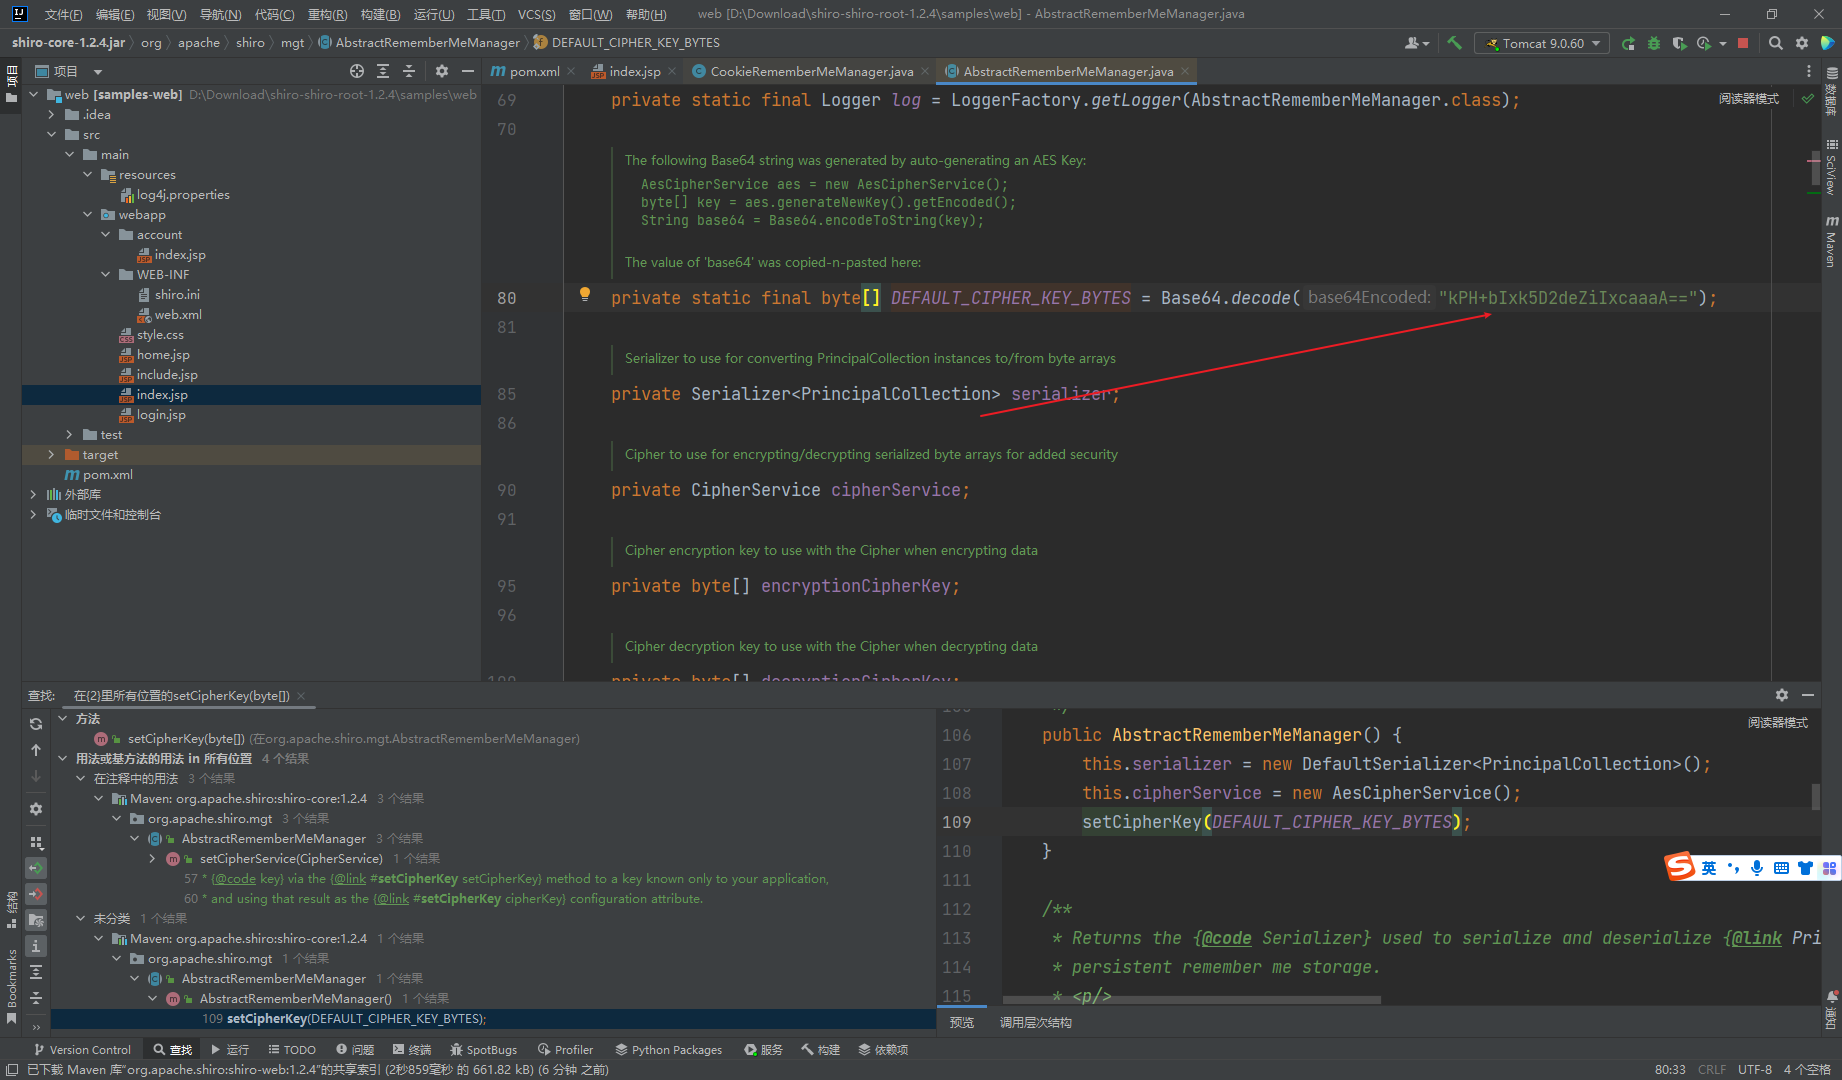 文件(F) 编辑(E) 视图(V) 导航(N) 代码(C) 重构(R) 构建(B) 运行(U) 工具(T) VCS(S) 窗口(W) 帮助(H) web [D:\Download\shiro-shiro-root-1.2.4\samples\web] - AbstractRememberMeManager.java
shiro-core-1.2.4.jar org apache shiro mgt AbstractRememberMeManager DEFAULT_CIPHER_KEY_BYTES Tomcat 9.0.60
项目
pom.xml index.jsp CookieRememberMeManager.java AbstractRememberMeManager.java
web [samples-web] D:\Download\shiro-shiro-root-1.2.4\samples\web
.idea
src
main
resources
log4j.properties
webapp
account
index.jsp
WEB-INF
shiro.ini
web.xml
style.css
home.jsp
include.jsp
index.jsp
login.jsp
test
target
pom.xml
外部库
临时文件和控制台
阅读器模式
69 private static final Logger log = LoggerFactory.getLogger(AbstractRememberMeManager.class);
70
The following Base64 string was generated by auto-generating an AES Key:
AesCipherService aes = new AesCipherService();
byte[] key = aes.generateNewKey().getEncoded();
String base64 = Base64.encodeToString(key);
The value of 'base64' was copied-n-pasted here:
80 private static final byte[] DEFAULT_CIPHER_KEY_BYTES = Base64.decode( base64Encoded: "kPH+bIxk5D2deZiIxcaaaA==");
81
Serializer to use for converting PrincipalCollection instances to/from byte arrays
85 private Serializer<PrincipalCollection> serializer;
86
Cipher to use for encrypting/decrypting serialized byte arrays for added security
90 private CipherService cipherService;
91
Cipher encryption key to use with the Cipher when encrypting data
95 private byte[] encryptionCipherKey;
96
Cipher decryption key to use with the Cipher when decrypting data
100 private byte[] decryptionCipherKey;
项目
结构
Bookmarks
数据库
SciView
Maven
通知
查找: 在{2}里所有位置的setCipherKey(byte[])
方法
setCipherKey(byte[]) (在org.apache.shiro.mgt.AbstractRememberMeManager)
用法或基方法的用法 in 所有位置 4 个结果
在注释中的用法 3 个结果
Maven: org.apache.shiro:shiro-core:1.2.4 3 个结果
org.apache.shiro.mgt 3 个结果
AbstractRememberMeManager 3 个结果
setCipherService(CipherService) 1 个结果
57 * {@code key} via the {@link #setCipherKey setCipherKey} method to a key known only to your application,
60 * and using that result as the {@link #setCipherKey cipherKey} configuration attribute.
未分类 1 个结果
Maven: org.apache.shiro:shiro-core:1.2.4 1 个结果
org.apache.shiro.mgt 1 个结果
AbstractRememberMeManager 1 个结果
AbstractRememberMeManager() 1 个结果
109 setCipherKey(DEFAULT_CIPHER_KEY_BYTES);
阅读器模式
106 public AbstractRememberMeManager() {
107 this.serializer = new DefaultSerializer<PrincipalCollection>();
108 this.cipherService = new AesCipherService();
109 setCipherKey(DEFAULT_CIPHER_KEY_BYTES);
110 }
111
112 /**
113 * Returns the {@code Serializer} used to serialize and deserialize {@link Pri
114 * persistent remember me storage.
115 * <p/>
预览 调用层次结构
英
Version Control 查找 运行 TODO 问题 终端 SpotBugs Profiler Python Packages 服务 构建 依赖项
已下载 Maven 库“org.apache.shiro:shiro-web:1.2.4”的共享索引 (2秒859毫秒 的 661.82 kB) (6 分钟 之前) 80:33 CRLF UTF-8 4 个空格